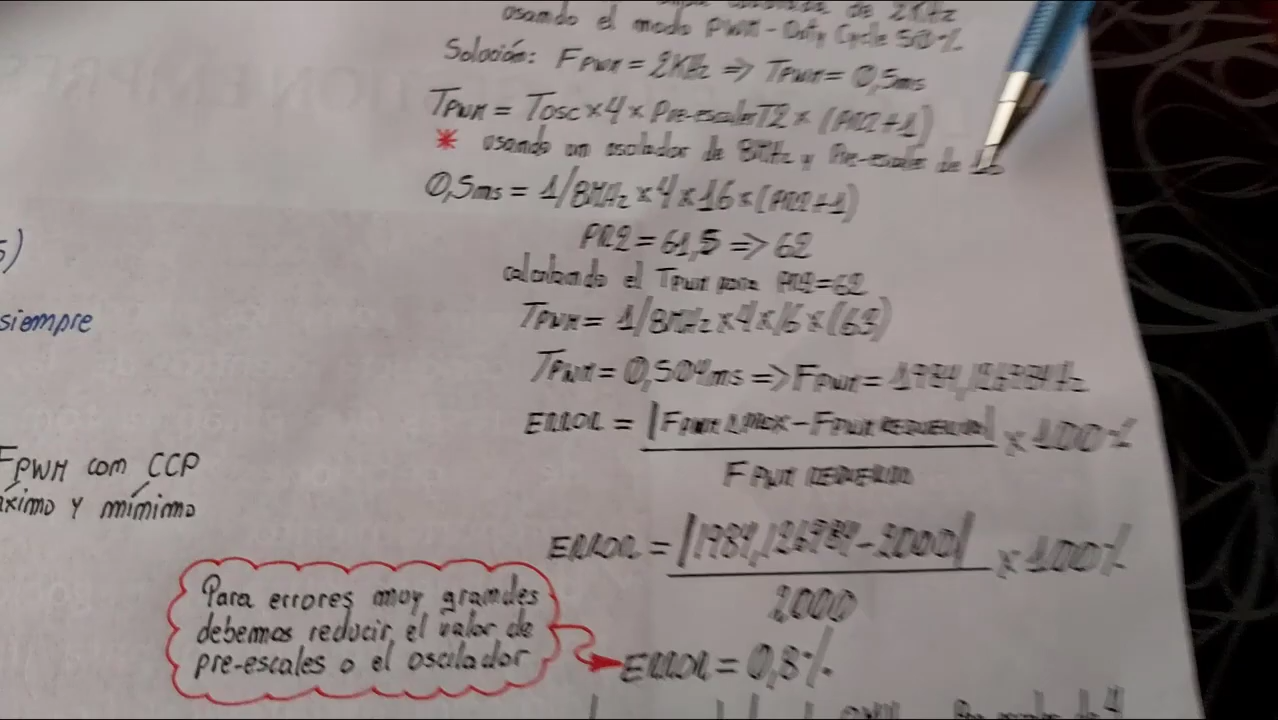 de 2KHz
usando el modo PWM - Duty Cycle 50%
Solución: FPWM = 2KHz => TPWM = 0,5ms
TPWM = Tosc x 4 x Pre-escalerT2 x (PR2+1)
* usando un oscilador de 8MHz y Pre-escaler de 16
0,5ms = 1/8MHz x 4 x 16 x (PR2+1)
PR2 = 61,5 => 62
calculando el TPWM para PR2=62
TPWM = 1/8MHz x 4 x 16 x (63)
TPWM = 0,504ms => FPWM = 1984,126984Hz
ERROR = |FPWM - FPWM REQUERIDO| x 100%
FPWM REQUERIDO
ERROR = |1984,126984 - 2000| x 100%
2000
ERROR = 0,8%
s)
siempre
FPWM com CCP
áximo y mínimo
Para errores muy grandes
debemos reducir el valor de
pre-escales o el oscilador